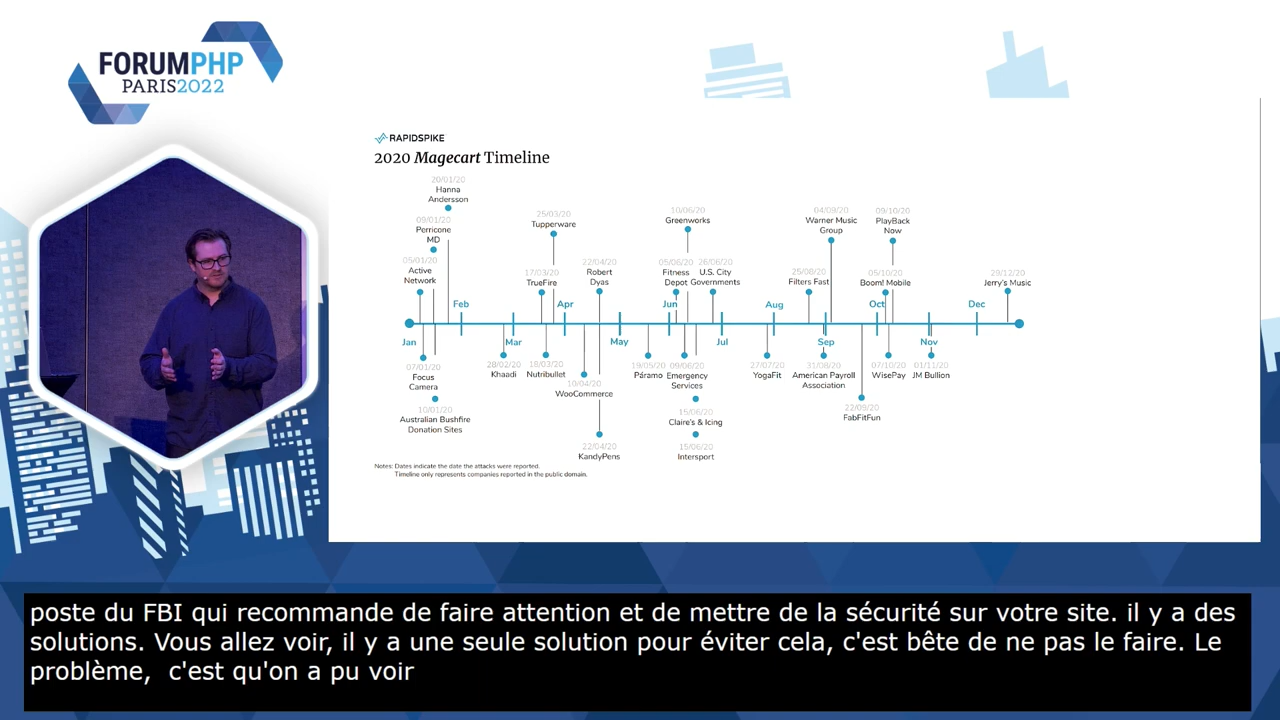 FORUMPHP
PARIS2022
RAPIDSPIKE
2020 Magecart Timeline
20/01/20
Hanna
Andersson
09/01/20
Perricone
MD
05/01/20
Active
Network
25/03/20
Tupperware
17/03/20
TrueFire
22/04/20
Robert
Dyas
10/06/20
Greenworks
05/06/20
Fitness
Depot
26/06/20
U.S. City
Governments
04/09/20
Warner Music
Group
25/08/20
Filters Fast
09/10/20
PlayBack
Now
05/10/20
Boom! Mobile
29/12/20
Jerry's Music
Jan
Feb
Mar
Apr
May
Jun
Jul
Aug
Sep
Oct
Nov
Dec
07/01/20
Focus
Camera
10/01/20
Australian Bushfire
Donation Sites
28/02/20
Khaadi
18/03/20
Nutribullet
10/04/20
WooCommerce
22/04/20
KandyPens
19/05/20
Páramo
09/06/20
Emergency
Services
15/06/20
Claire's & Icing
15/06/20
Intersport
27/07/20
YogaFit
31/08/20
American Payroll
Association
22/09/20
FabFitFun
07/10/20
WisePay
01/11/20
JM Bullion
Notes: Dates indicate the date the attacks were reported.
Timeline only represents companies reported in the public domain.
poste du FBI qui recommande de faire attention et de mettre de la sécurité sur votre site. il y a des
solutions. Vous allez voir, il y a une seule solution pour éviter cela, c'est bête de ne pas le faire. Le
problème, c'est qu'on a pu voir